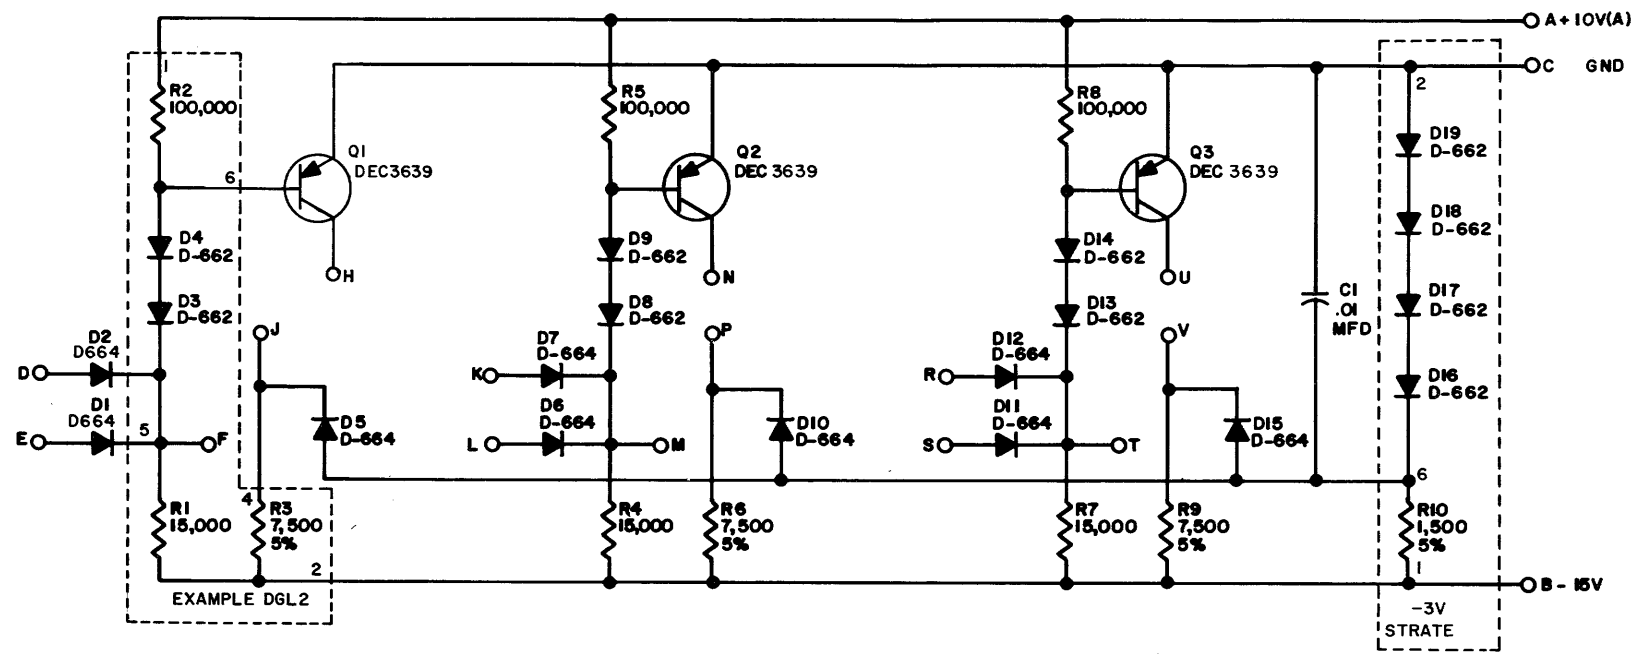 A+10V(A)
C GND
1
R2
100,000
6
Q1
DEC3639
D4
D-662
D3
D-662
D2
D664
D
D1
D664
E
5
F
H
J
D5
D-664
4
R1
15,000
R3
7,500
5%
2
EXAMPLE DGL2
R5
100,000
Q2
DEC 3639
D9
D-662
N
D8
D-662
P
D7
D-664
K
D6
D-664
L
M
D10
D-664
R4
15,000
R6
7,500
5%
R8
100,000
Q3
DEC 3639
D14
D-662
U
D13
D-662
V
D12
D-664
R
D11
D-664
S
T
D15
D-664
R7
15,000
R9
7,500
5%
C1
.01
MFD
2
D19
D-662
D18
D-662
D17
D-662
D16
D-662
6
R10
1,500
5%
1
B - 15V
-3V
STRATE